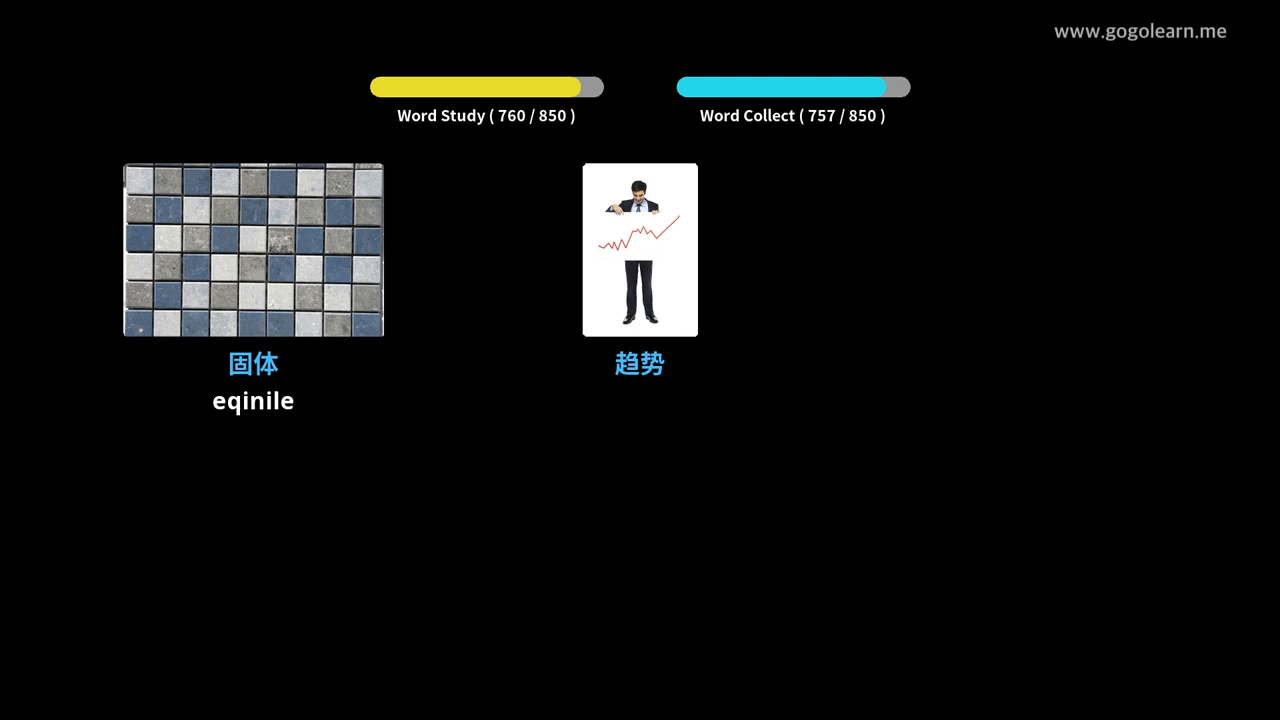 www.gogolearn.me
Word Study ( 760 / 850 )
Word Collect ( 757 / 850 )
固体
eqinile
趋势